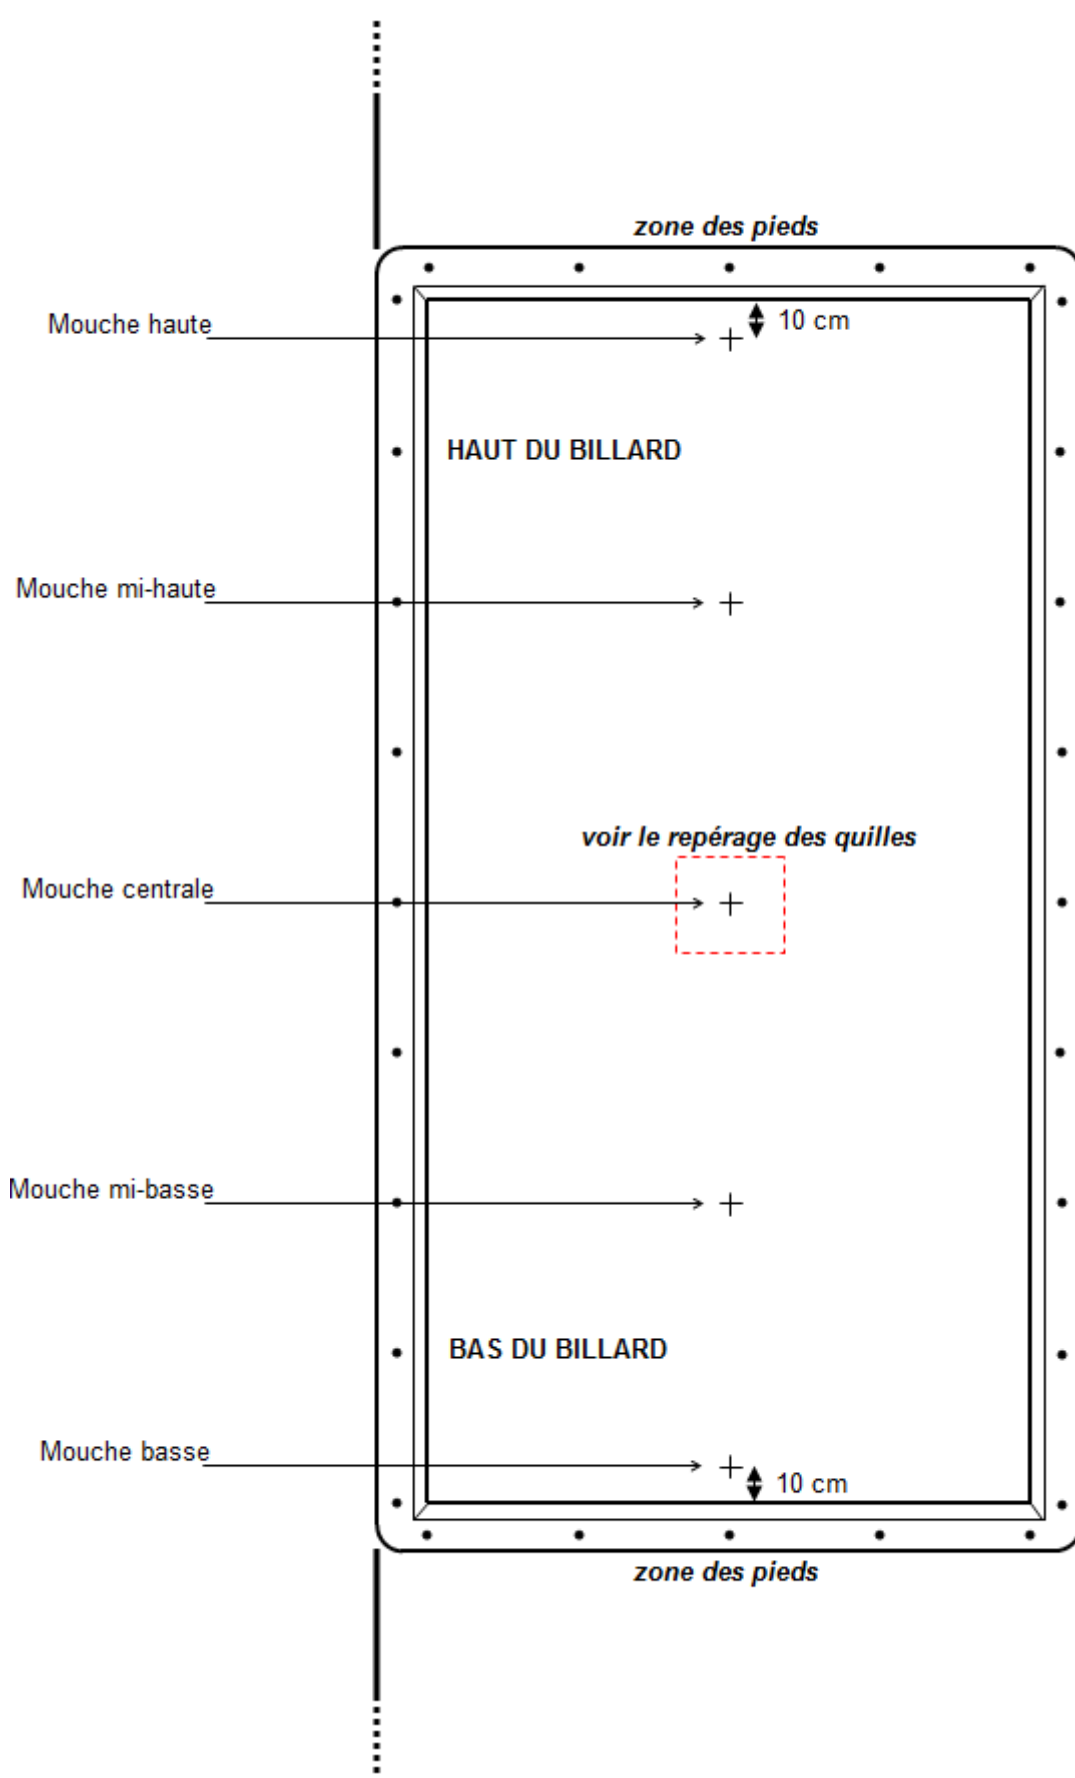 zone des pieds
Mouche haute
10 cm
HAUT DU BILLARD
Mouche mi-haute
voir le repérage des quilles
Mouche centrale
Mouche mi-basse
BAS DU BILLARD
Mouche basse
10 cm
zone des pieds